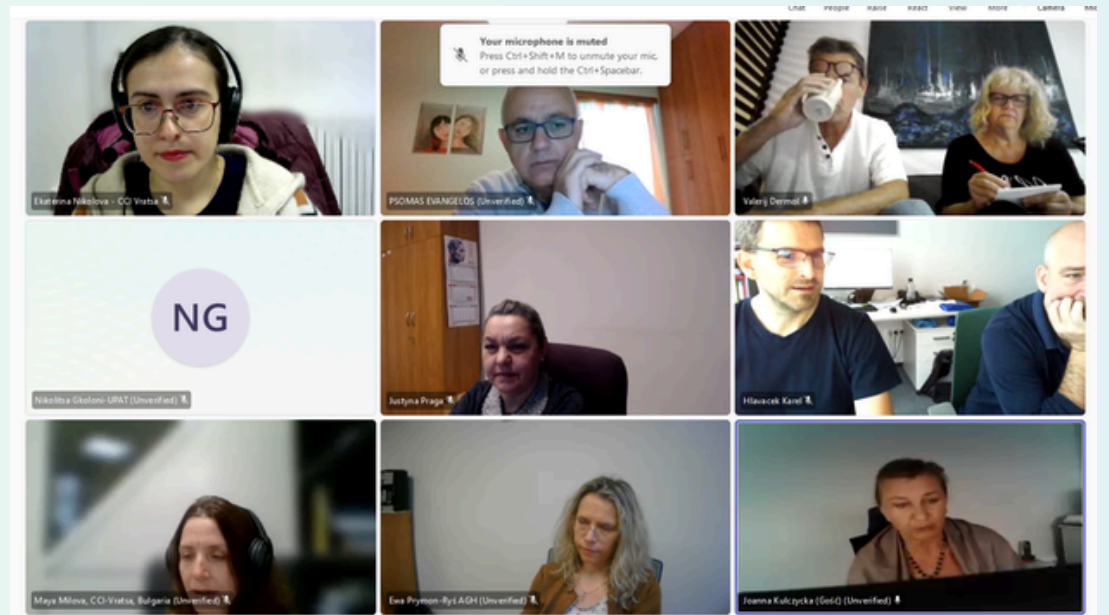 Chat People Raise React View More Camera
Your microphone is muted
Press Ctrl+Shift+M to unmute your mic,
or press and hold the Ctrl+Spacebar.
Ekaterina Nikolova - CCI Vratsa
PSOMAS EVANGELOS (Unverified)
Valerij Dermol
NG
Nikolitsa Gkoloni- UPAT (Unverified)
Justyna Praga
Hlavacek Karel
Maya Milova, CCI-Vratsa, Bulgaria (Unverified)
Ewa Prymon-Ryś AGH (Unverified)
Joanna Kulczycka (Gość) (Unverified)